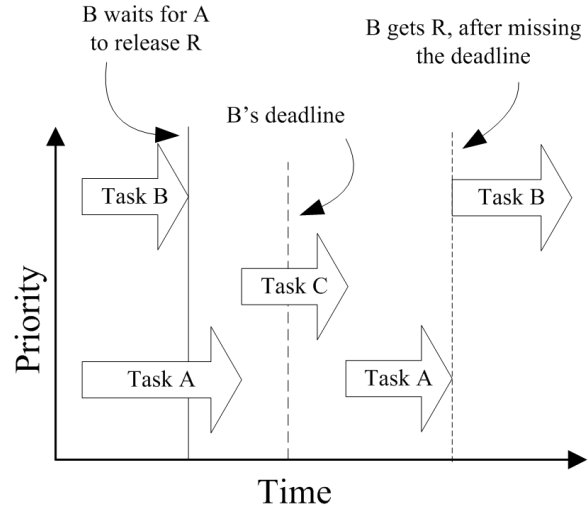 B waits for A
to release R
B gets R, after missing
the deadline
B's deadline
Task B
Task B
Task C
Task A
Task A
Priority
Time